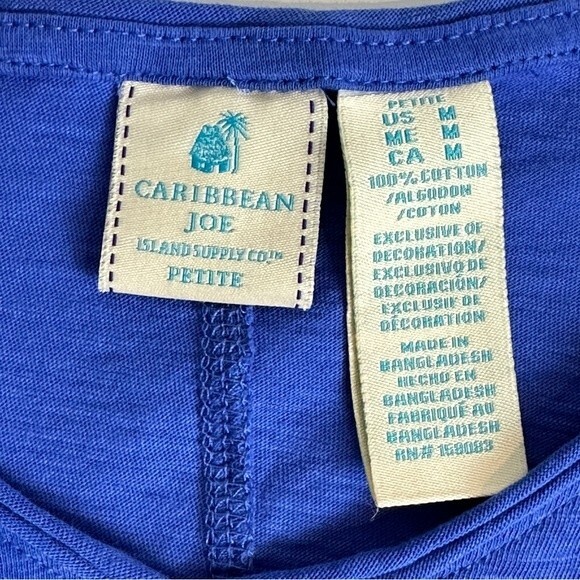 CARIBBEAN
JOE
ISLAND SUPPLY CO.™
PETITE
PETITE
US M
ME M
CA M
100% COTTON
/ALGODON
/COTON
EXCLUSIVE OF
DECORATION/
EXCLUSIVO DE
DECORACIÓN/
EXCLUSIF DE
DÉCORATION
MADE IN
BANGLADESH
HECHO EN
BANGLADESH
FABRIQUÉ AU
BANGLADESH
RN# 159083